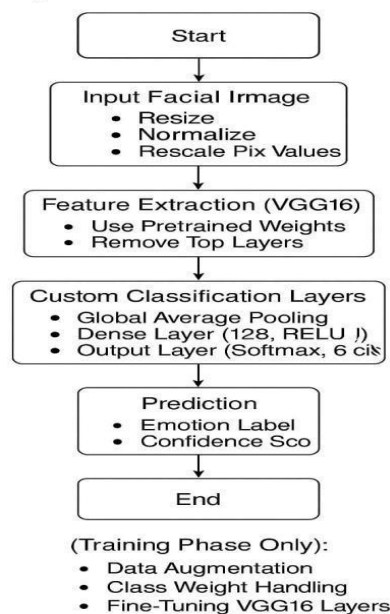 Start
Input Facial Irmage
• Resize
• Normalize
• Rescale Pix Values
Feature Extraction (VGG16)
• Use Pretrained Weights
• Remove Top Layers
Custom Classification Layers
• Global Average Pooling
• Dense Layer (128, RELU )
• Output Layer (Softmax, 6
Prediction
• Emotion Label
• Confidence Sco
End
(Training Phase Only):
• Data Augmentation
• Class Weight Handling
• Fine-Tuning VGG16 Layers